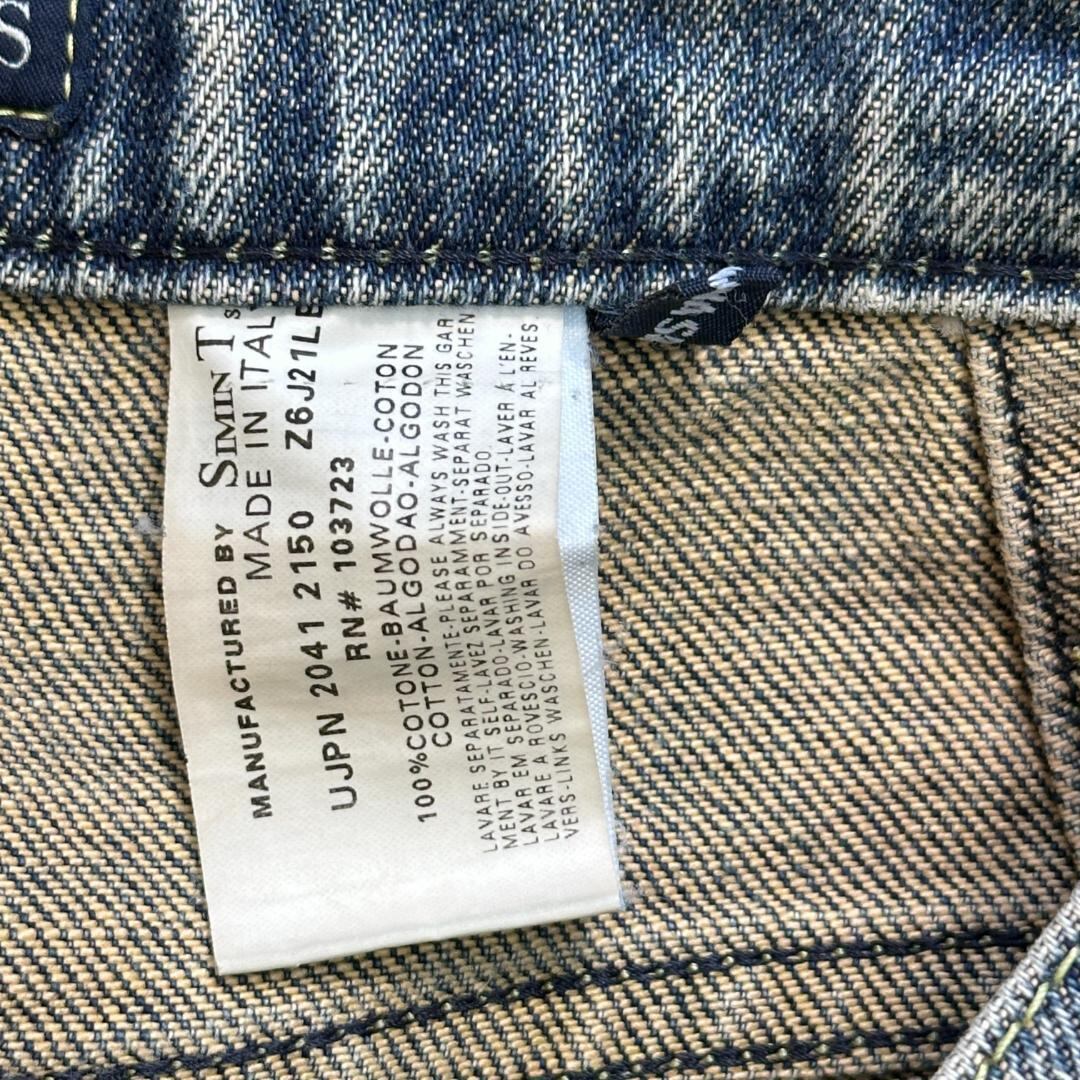 S
MANUFACTURED BY SIMINT S
MADE IN ITAL
UJPN 2041 2150 Z6J21LE
RN# 103723
100%COTONE-BAUMWOLLE-COTON
COTTON-ALGODAO-ALGODON
LAVARE SEPARATAMENTE-PLEASE ALWAYS WASH THIS GAR
MENT BY IT SELF-LAVEZ SEPARAMMENT-SEPARAT WASCHEN
LAVAR EM SEPARADO-LAVAR POR SEPARADO.
LAVARE A ROVESCIO-WASHING INSIDE-OUT-LAVER A L'EN-
VERS-LINKS WASCHEN-LAVAR DO AVESSO-LAVAR AL REVES.